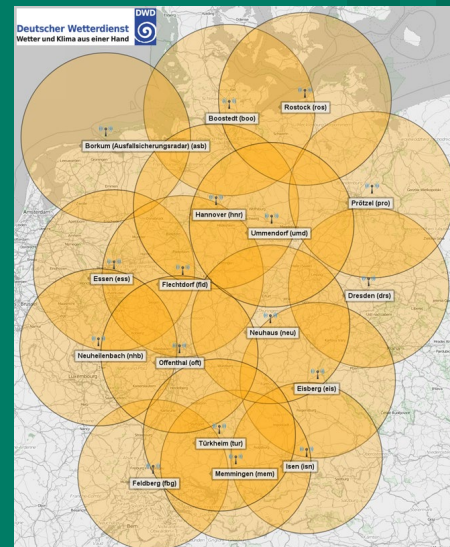 Deutscher Wetterdienst
Wetter und Klima aus einer Hand
DWD
Boostedt (boo)
Rostock (ros)
Borkum (Ausfallsicherungsradar) (asb)
Prötzel (pro)
Hannover (hnr)
Ummendorf (umd)
Essen (ess)
Flechtdorf (fld)
Dresden (drs)
Neuhaus (neu)
Neuheilenbach (nhb)
Offenthal (oft)
Eisberg (eis)
Türkheim (tur)
Memmingen (mem)
Isen (isn)
Feldberg (fbg)